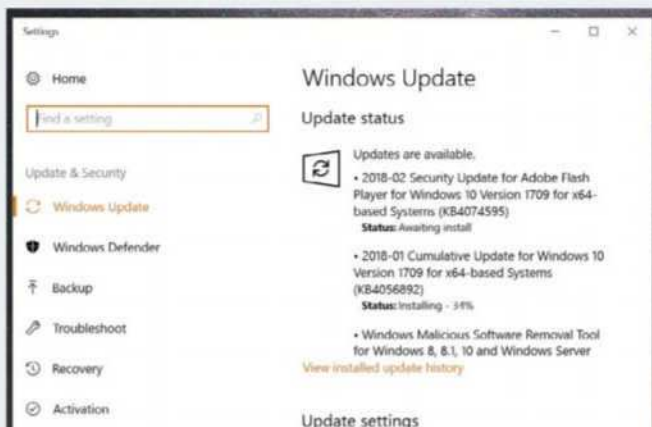 Settings
Home
Find a setting
Update & Security
Windows Update
Windows Defender
Backup
Troubleshoot
Recovery
Activation
Windows Update
Update status
Updates are available.
• 2018-02 Security Update for Adobe Flash
Player for Windows 10 Version 1709 for x64-
based Systems (KB4074595)
Status: Awaiting install
• 2018-01 Cumulative Update for Windows 10
Version 1709 for x64-based Systems
(KB4056892)
Status: Installing - 34%
• Windows Malicious Software Removal Tool
for Windows 8, 8.1, 10 and Windows Server
View installed update history
Update settings